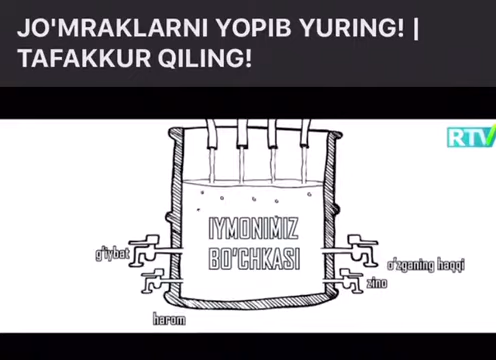 JO'MRAKLARNI YOPIB YURING! |
TAFAKKUR QILING!
RTV
IYMONIMIZ
BO'CHKASI
g'iybat
o'zganing haqqi
zino
harom